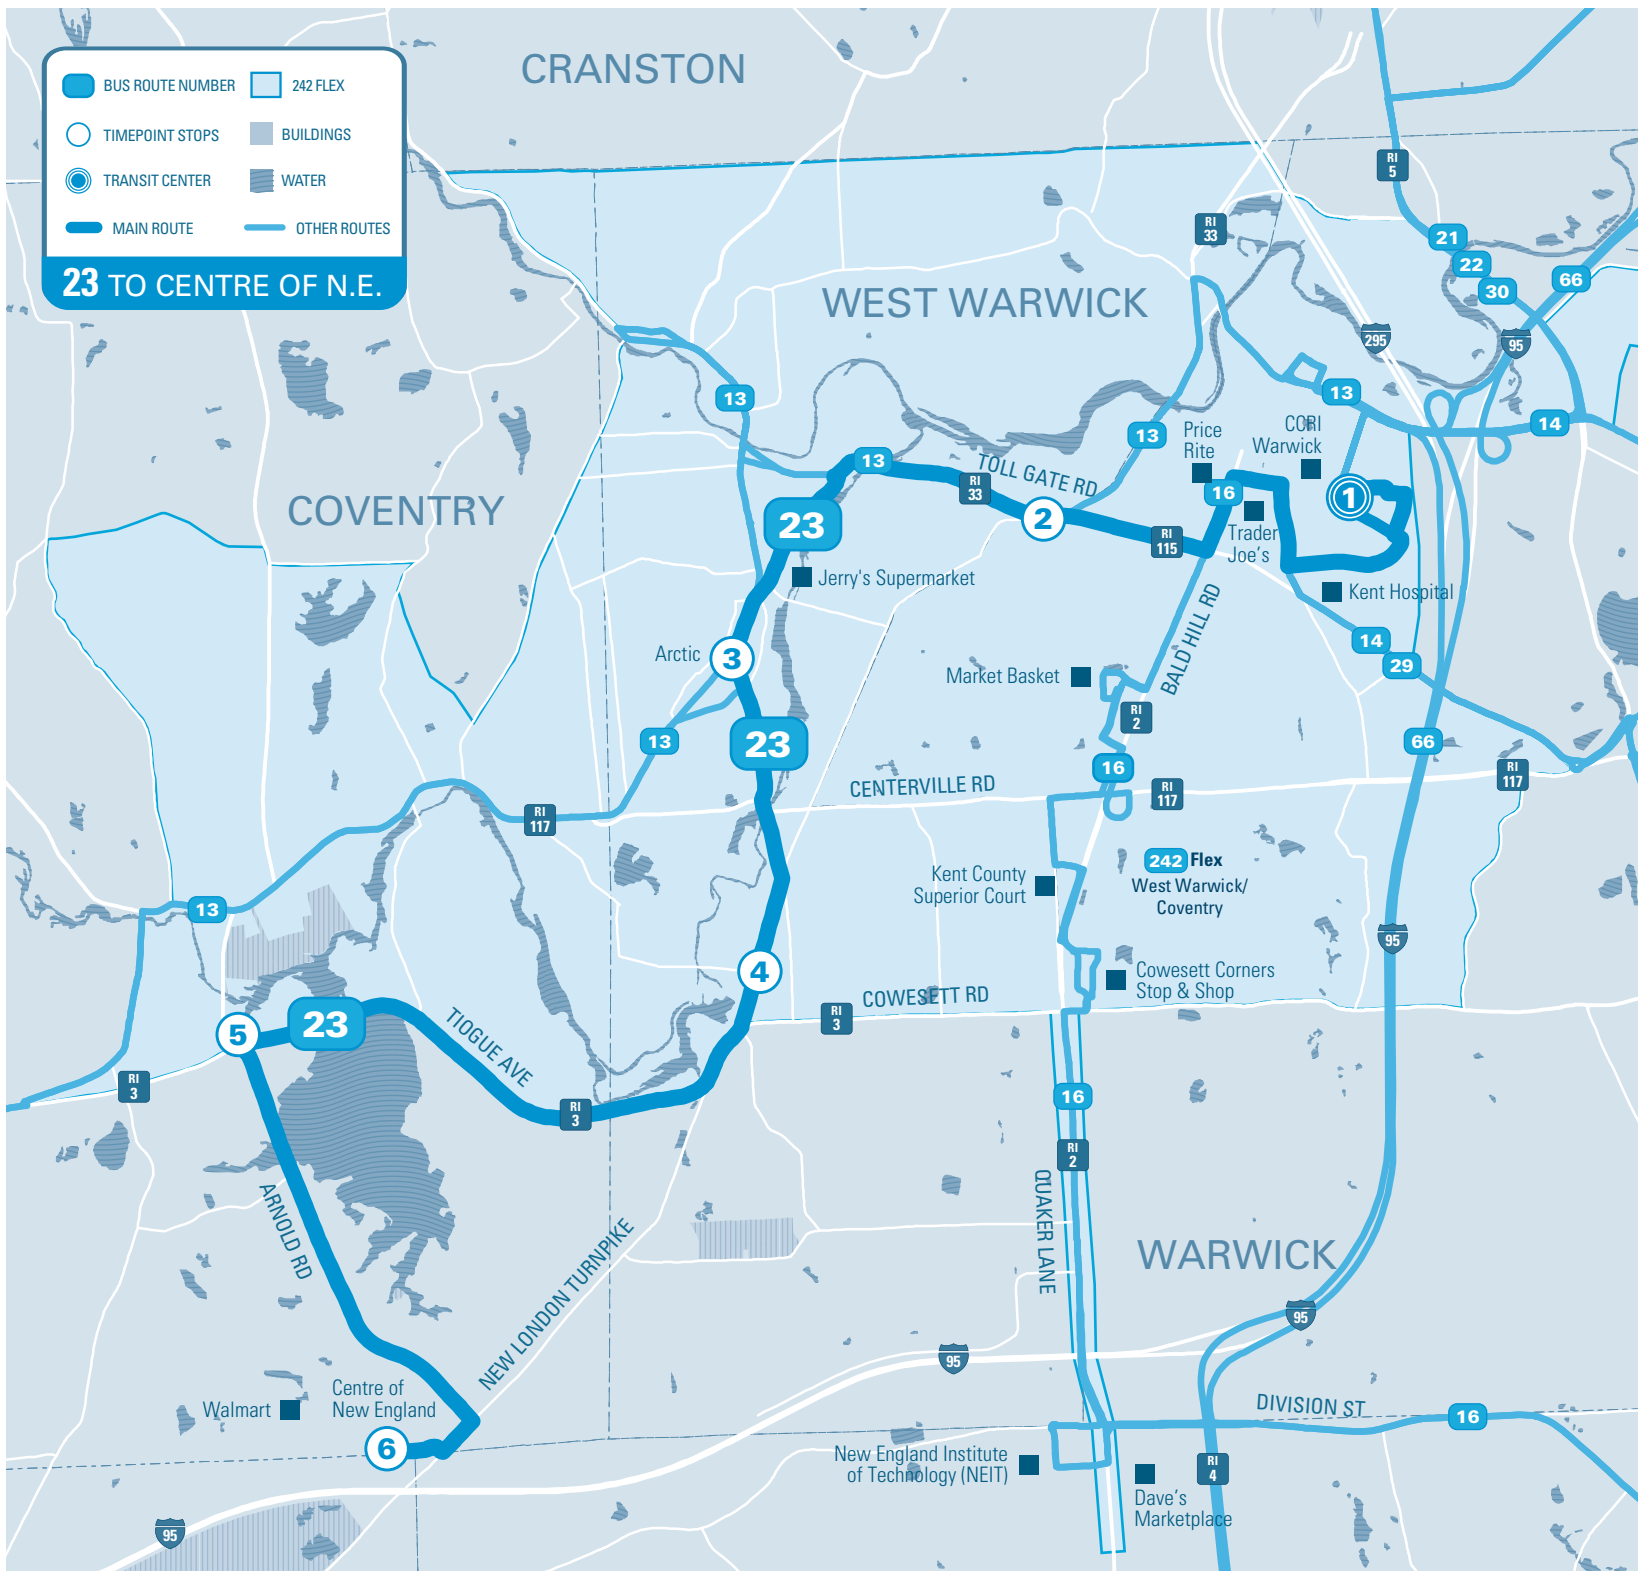 BUS ROUTE NUMBER
242 FLEX
TIMEPOINT STOPS
BUILDINGS
TRANSIT CENTER
WATER
MAIN ROUTE
OTHER ROUTES
23 TO CENTRE OF N.E.
CRANSTON
RI
5
RI
33
21
22
30
66
WEST WARWICK
295
95
13
13
14
13
Price
Rite
CORI
Warwick
13
TOLL GATE RD
RI
33
16
1
COVENTRY
23
2
RI
115
Trader
Joe's
Jerry's Supermarket
Kent Hospital
BALD HILL RD
14
29
Arctic
3
Market Basket
RI
2
13
23
66
16
RI
117
CENTERVILLE RD
RI
117
RI
117
242 Flex
West Warwick/
Coventry
Kent County
Superior Court
13
95
4
Cowesett Corners
Stop & Shop
COWESETT RD
RI
3
5
23
TIOGUE AVE
RI
3
RI
3
16
RI
2
QUAKER LANE
ARNOLD RD
NEW LONDON TURNPIKE
WARWICK
95
95
Centre of
New England
Walmart
6
DIVISION ST
16
New England Institute
of Technology (NEIT)
RI
4
Dave's
Marketplace
95